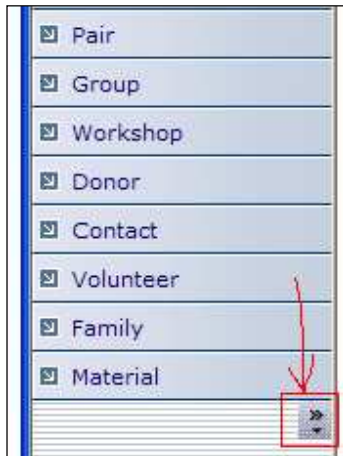 Pair
Group
Workshop
Donor
Contact
Volunteer
Family
Material